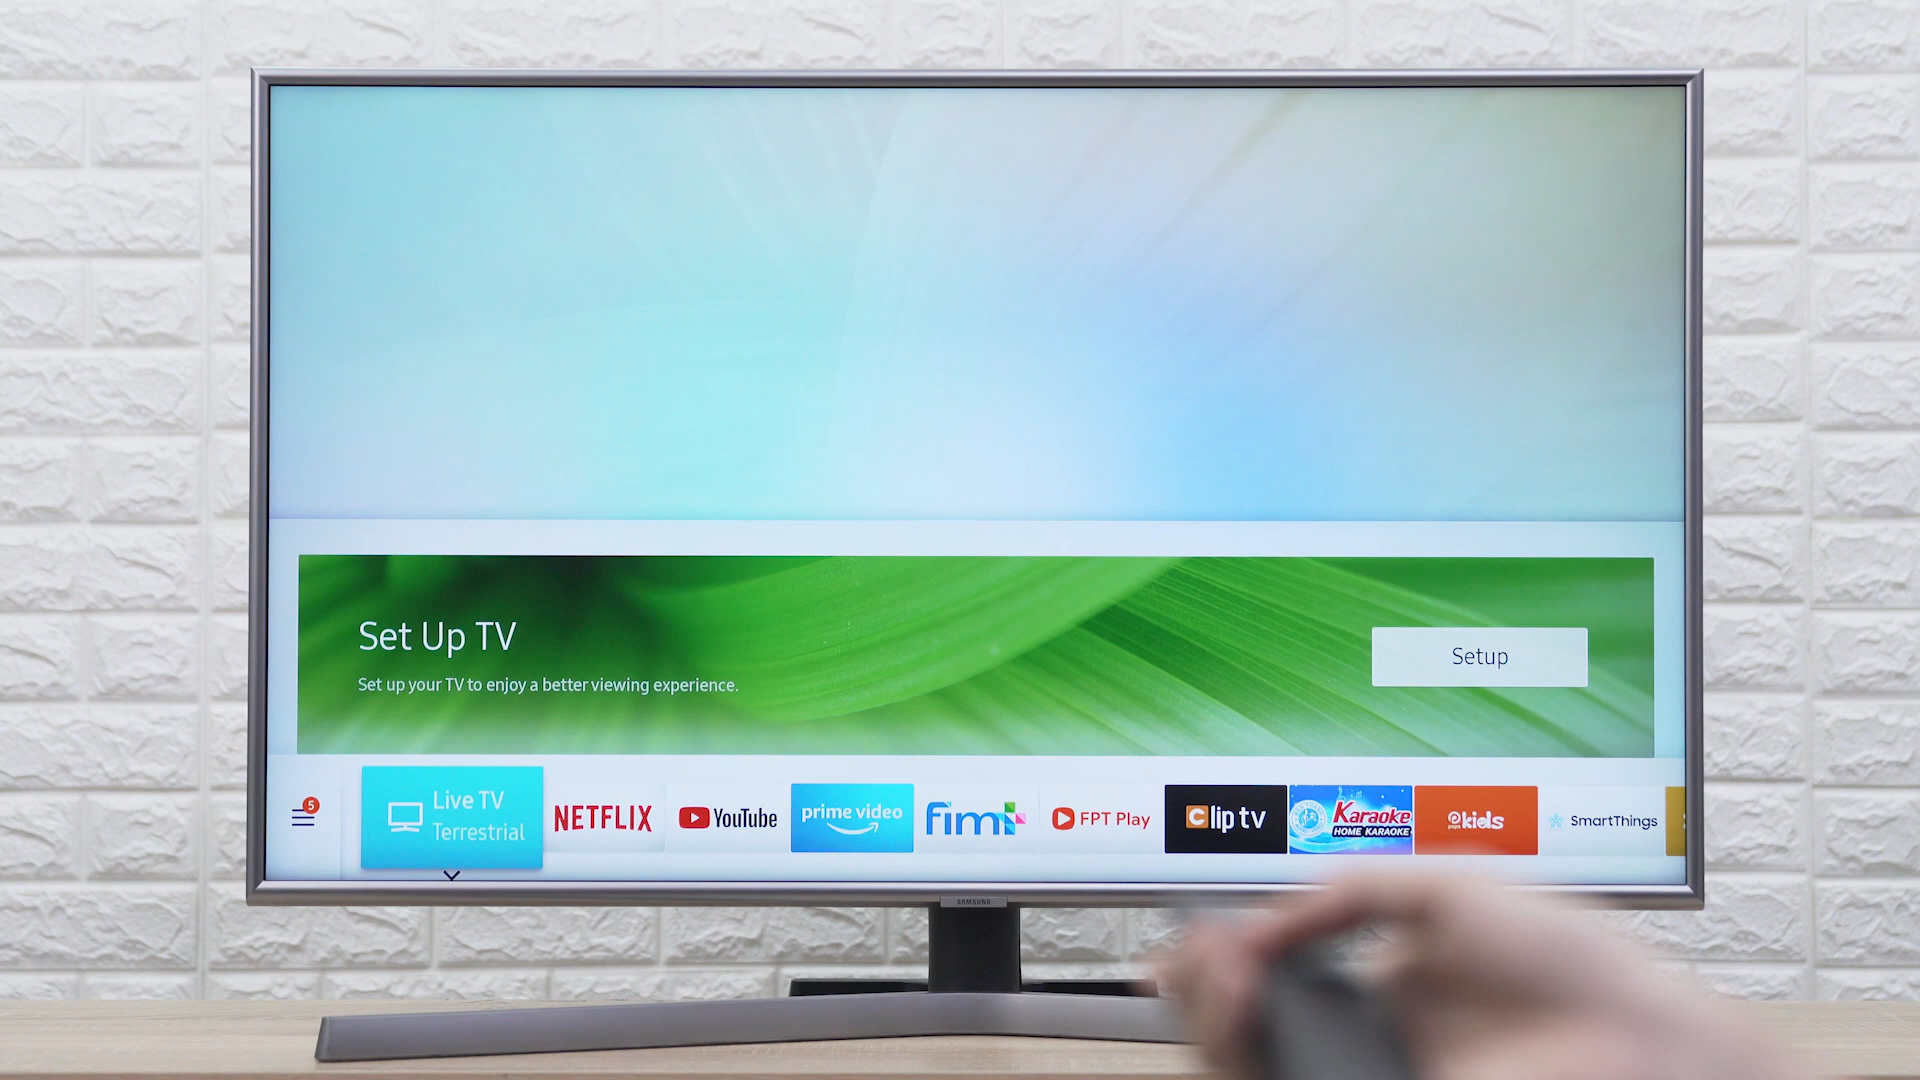 Set Up TV
Set up your TV to enjoy a better viewing experience.
Setup
5
Live TV
Terrestrial
NETFLIX
YouTube
prime video
fim+
FPT Play
Clip tv
Karaoke
HOME KARAOKE
pops kids
SmartThings
SAMSUNG